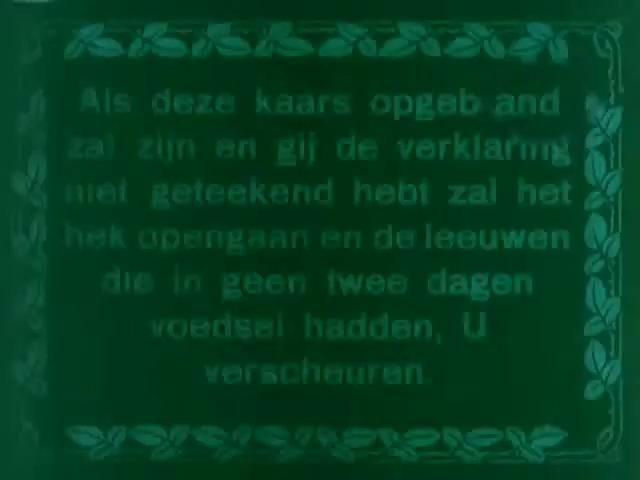 Als deze kaars opgebrand
zal zijn en gij de verklaring
niet geteekend hebt zal het
hek opengaan en de leeuwen
die in geen twee dagen
voedsel hadden, U
verscheuren.